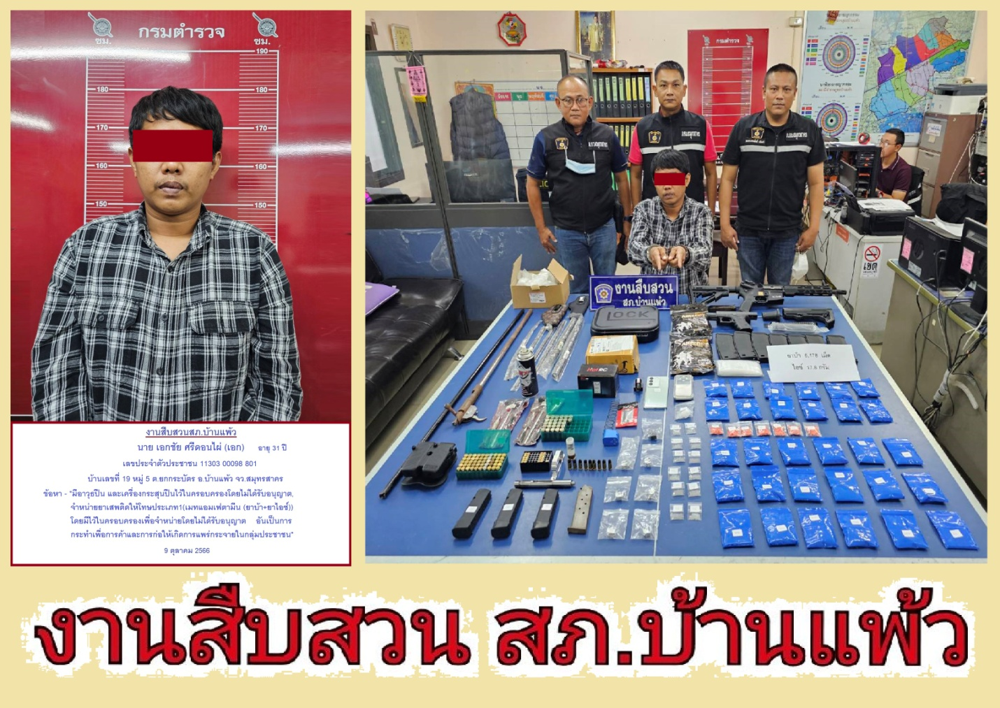 กรมตำรวจ
ซม.
ซม.
190
180
180
170
170
160
160
150
150
งานสืบสวนสภ.บ้านแพ้ว
นาย เอกชัย ศรีดอนไผ่ (เอก) อายุ 31 ปี
เลขประจำตัวประชาชน 11303 00098 801
บ้านเลขที่ 19 หมู่ 5 ต.ยกกระบัตร อ.บ้านแพ้ว จว.สมุทรสาคร
ข้อหา - "มีอาวุธปืน และเครื่องกระสุนปืนไว้ในครอบครองโดยไม่ได้รับอนุญาต,
จำหน่ายยาเสพติดให้โทษประเภท1(เมทแอมเฟตามีน (ยาบ้า+ยาไอซ์))
โดยมีไว้ในครอบครองเพื่อจำหน่ายโดยไม่ได้รับอนุญาต อันเป็นการ
กระทำเพื่อการค้าและการก่อให้เกิดการแพร่กระจายในกลุ่มประชาชน"
9 ตุลาคม 2566
กรมตำรวจ
งานสืบสวน
สภ.บ้านแพ้ว
GLOCK
HotRC
เขต
งานสืบสวน สภ.บ้านแพ้ว